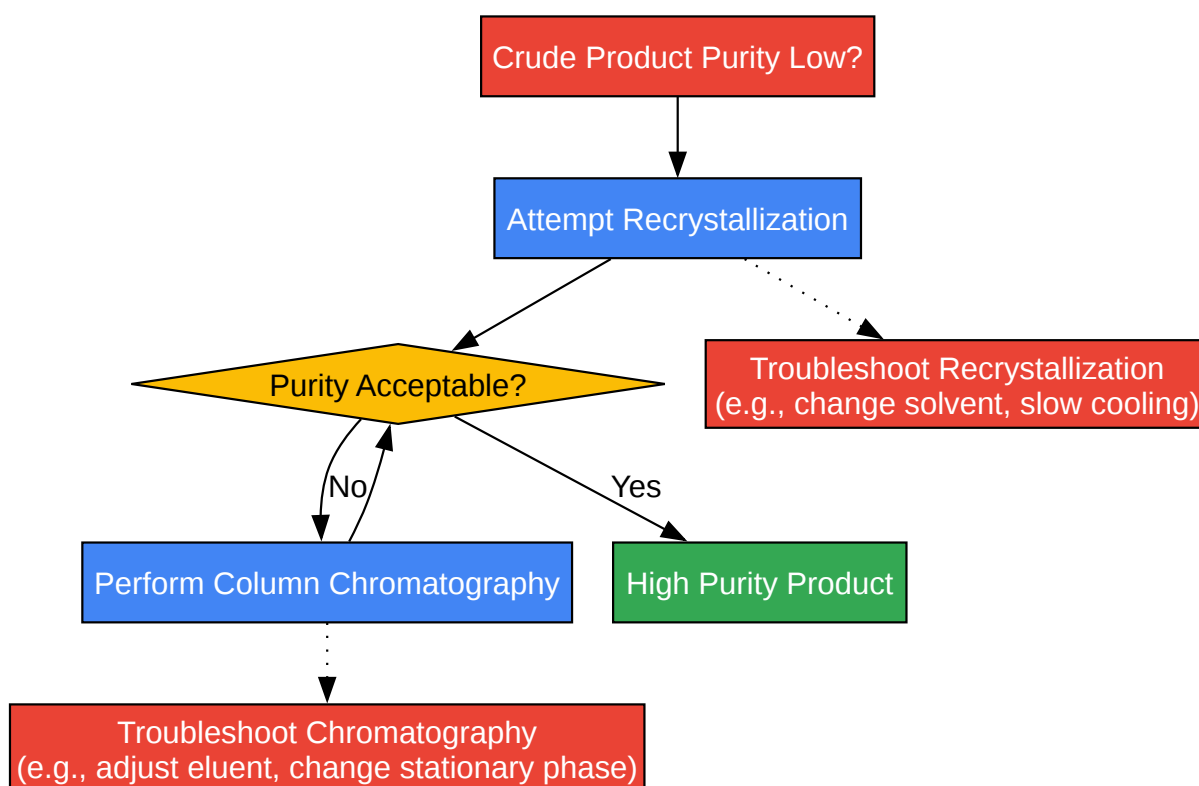 Crude Product Purity Low?
Attempt Recrystallization
Troubleshoot Recrystallization
(e.g., change solvent, slow cooling)
Purity Acceptable?
No
Yes
Perform Column Chromatography
High Purity Product
Troubleshoot Chromatography
(e.g., adjust eluent, change stationary phase)